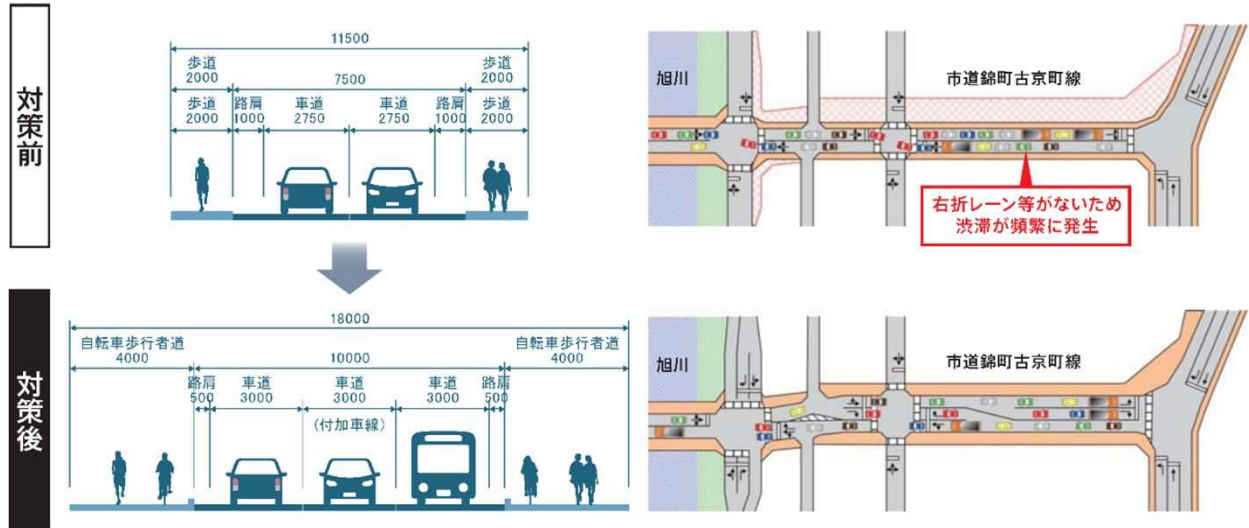 対策前
11500
歩道
2000
7500
歩道
2000
歩道
2000
路肩
1000
車道
2750
車道
2750
路肩
1000
歩道
2000
旭川
市道錦町古京町線
右折レーン等がないため
渋滞が頻繁に発生
対策後
18000
自転車歩行者道
4000
10000
自転車歩行者道
4000
路肩
500
車道
3000
車道
3000
(付加車線)
車道
3000
路肩
500
旭川
市道錦町古京町線